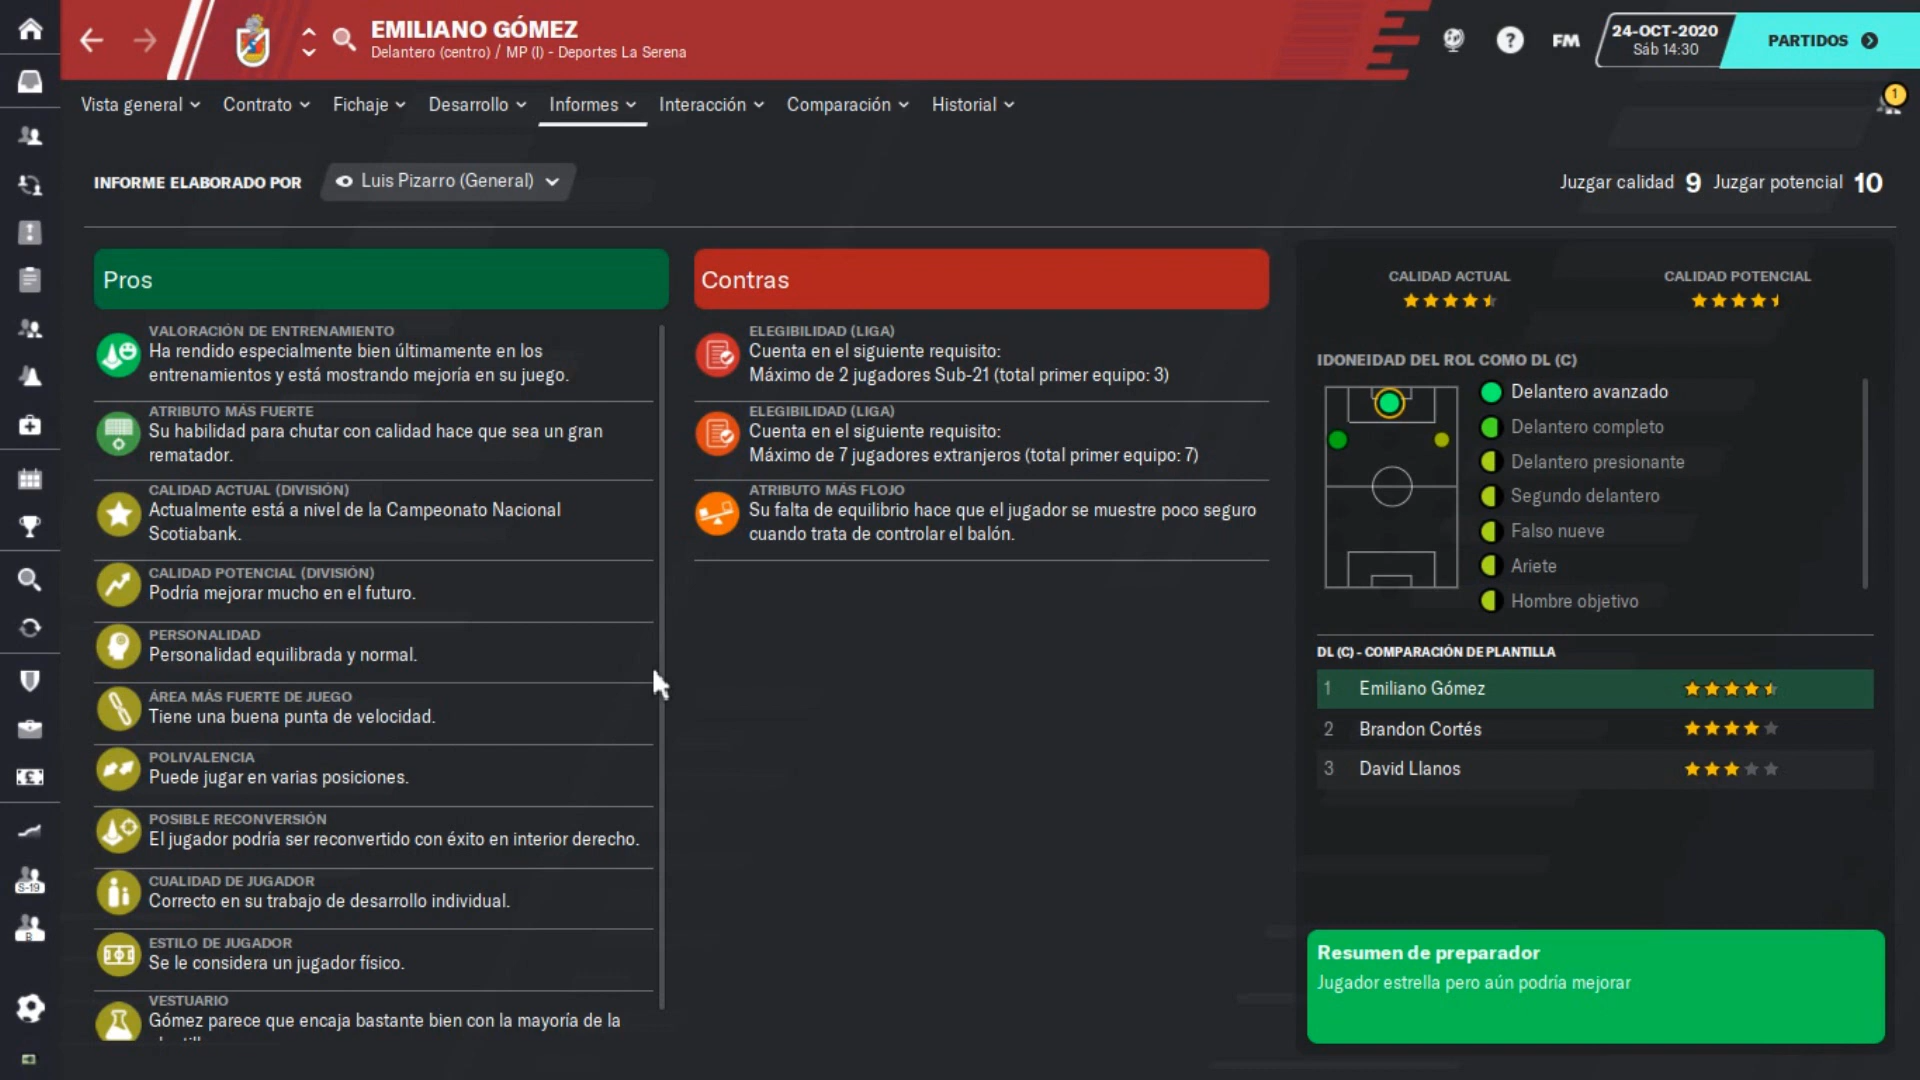 EMILIANO GÓMEZ
Delantero (centro) / MP (I) - Deportes La Serena
FM
24-OCT-2020
Sáb 14:30
PARTIDOS
Vista general
Contrato
Fichaje
Desarrollo
Informes
Interacción
Comparación
Historial
1
INFORME ELABORADO POR
Luis Pizarro (General)
Juzgar calidad 9 Juzgar potencial 10
Pros
VALORACIÓN DE ENTRENAMIENTO
Ha rendido especialmente bien últimamente en los
entrenamientos y está mostrando mejoría en su juego.
ATRIBUTO MÁS FUERTE
Su habilidad para chutar con calidad hace que sea un gran
rematador.
CALIDAD ACTUAL (DIVISIÓN)
Actualmente está a nivel de la Campeonato Nacional
Scotiabank.
CALIDAD POTENCIAL (DIVISIÓN)
Podría mejorar mucho en el futuro.
PERSONALIDAD
Personalidad equilibrada y normal.
ÁREA MÁS FUERTE DE JUEGO
Tiene una buena punta de velocidad.
POLIVALENCIA
Puede jugar en varias posiciones.
POSIBLE RECONVERSIÓN
El jugador podría ser reconvertido con éxito en interior derecho.
CUALIDAD DE JUGADOR
Correcto en su trabajo de desarrollo individual.
ESTILO DE JUGADOR
Se le considera un jugador físico.
VESTUARIO
Gómez parece que encaja bastante bien con la mayoría de la
Contras
ELEGIBILIDAD (LIGA)
Cuenta en el siguiente requisito:
Máximo de 2 jugadores Sub-21 (total primer equipo: 3)
ELEGIBILIDAD (LIGA)
Cuenta en el siguiente requisito:
Máximo de 7 jugadores extranjeros (total primer equipo: 7)
ATRIBUTO MÁS FLOJO
Su falta de equilibrio hace que el jugador se muestre poco seguro
cuando trata de controlar el balón.
CALIDAD ACTUAL
CALIDAD POTENCIAL
IDONEIDAD DEL ROL COMO DL (C)
Delantero avanzado
Delantero completo
Delantero presionante
Segundo delantero
Falso nueve
Ariete
Hombre objetivo
DL (C) - COMPARACIÓN DE PLANTILLA
1 Emiliano Gómez
2 Brandon Cortés
3 David Llanos
Resumen de preparador
Jugador estrella pero aún podría mejorar
S-19
B